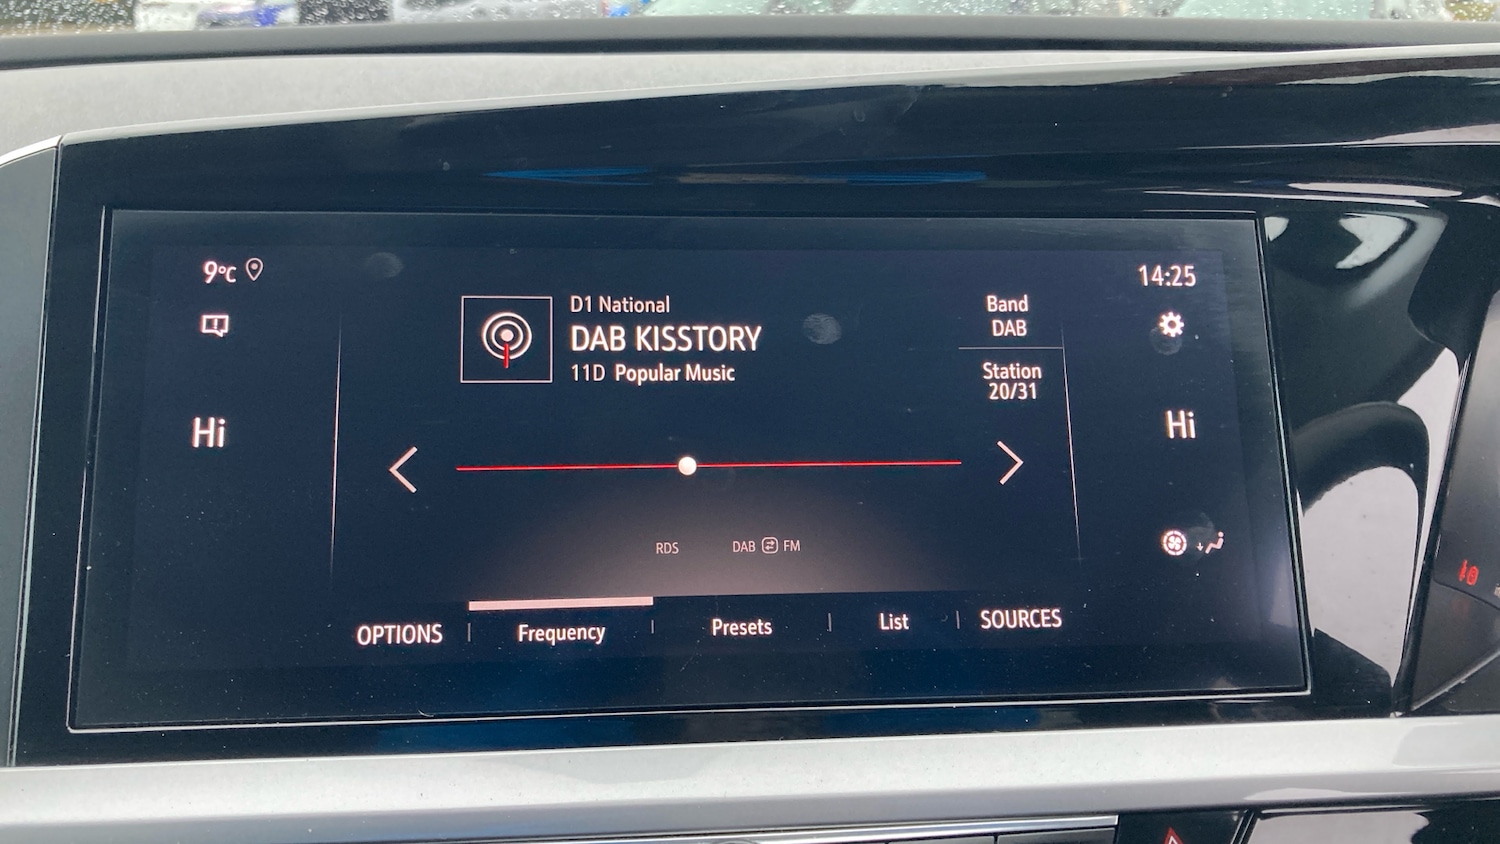 9°C
14:25
D1 National
DAB KISSTORY
11D Popular Music
Band
DAB
Station
20/31
Hi
Hi
RDS
DAB FM
OPTIONS
Frequency
Presets
List
SOURCES